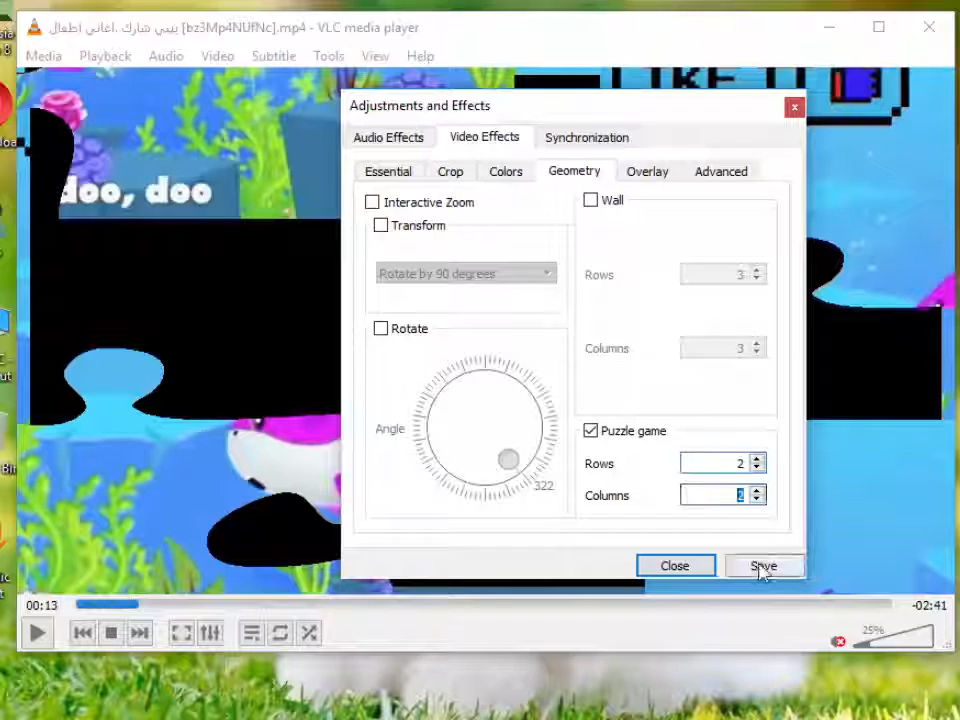 بيبي شارك .اغاني اطفال [bz3Mp4NUfNc].mp4 - VLC media player
Media Playback Audio Video Subtitle Tools View Help
doo, doo
Adjustments and Effects
Audio Effects Video Effects Synchronization
Essential Crop Colors Geometry Overlay Advanced
Interactive Zoom
Transform
Rotate by 90 degrees
Rotate
Angle
322
Wall
Rows 3
Columns 3
Puzzle game
Rows 2
Columns 2
Close Save
00:13
-02:41
25%